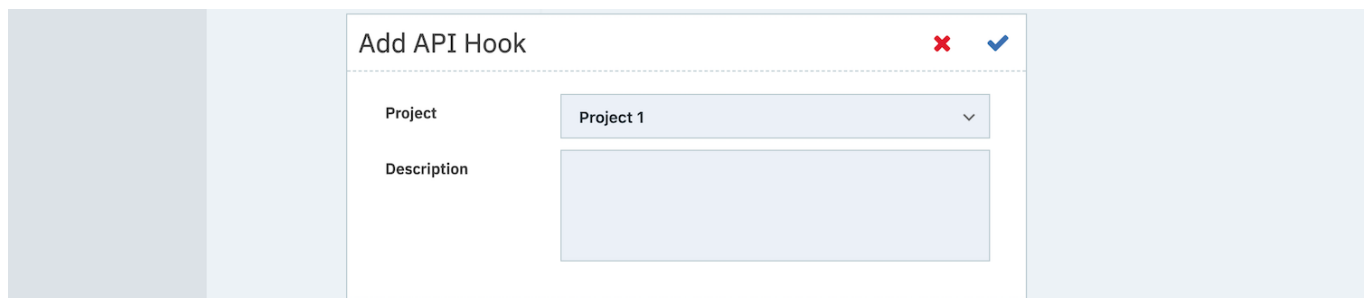 Add API Hook
Project
Project 1
Description